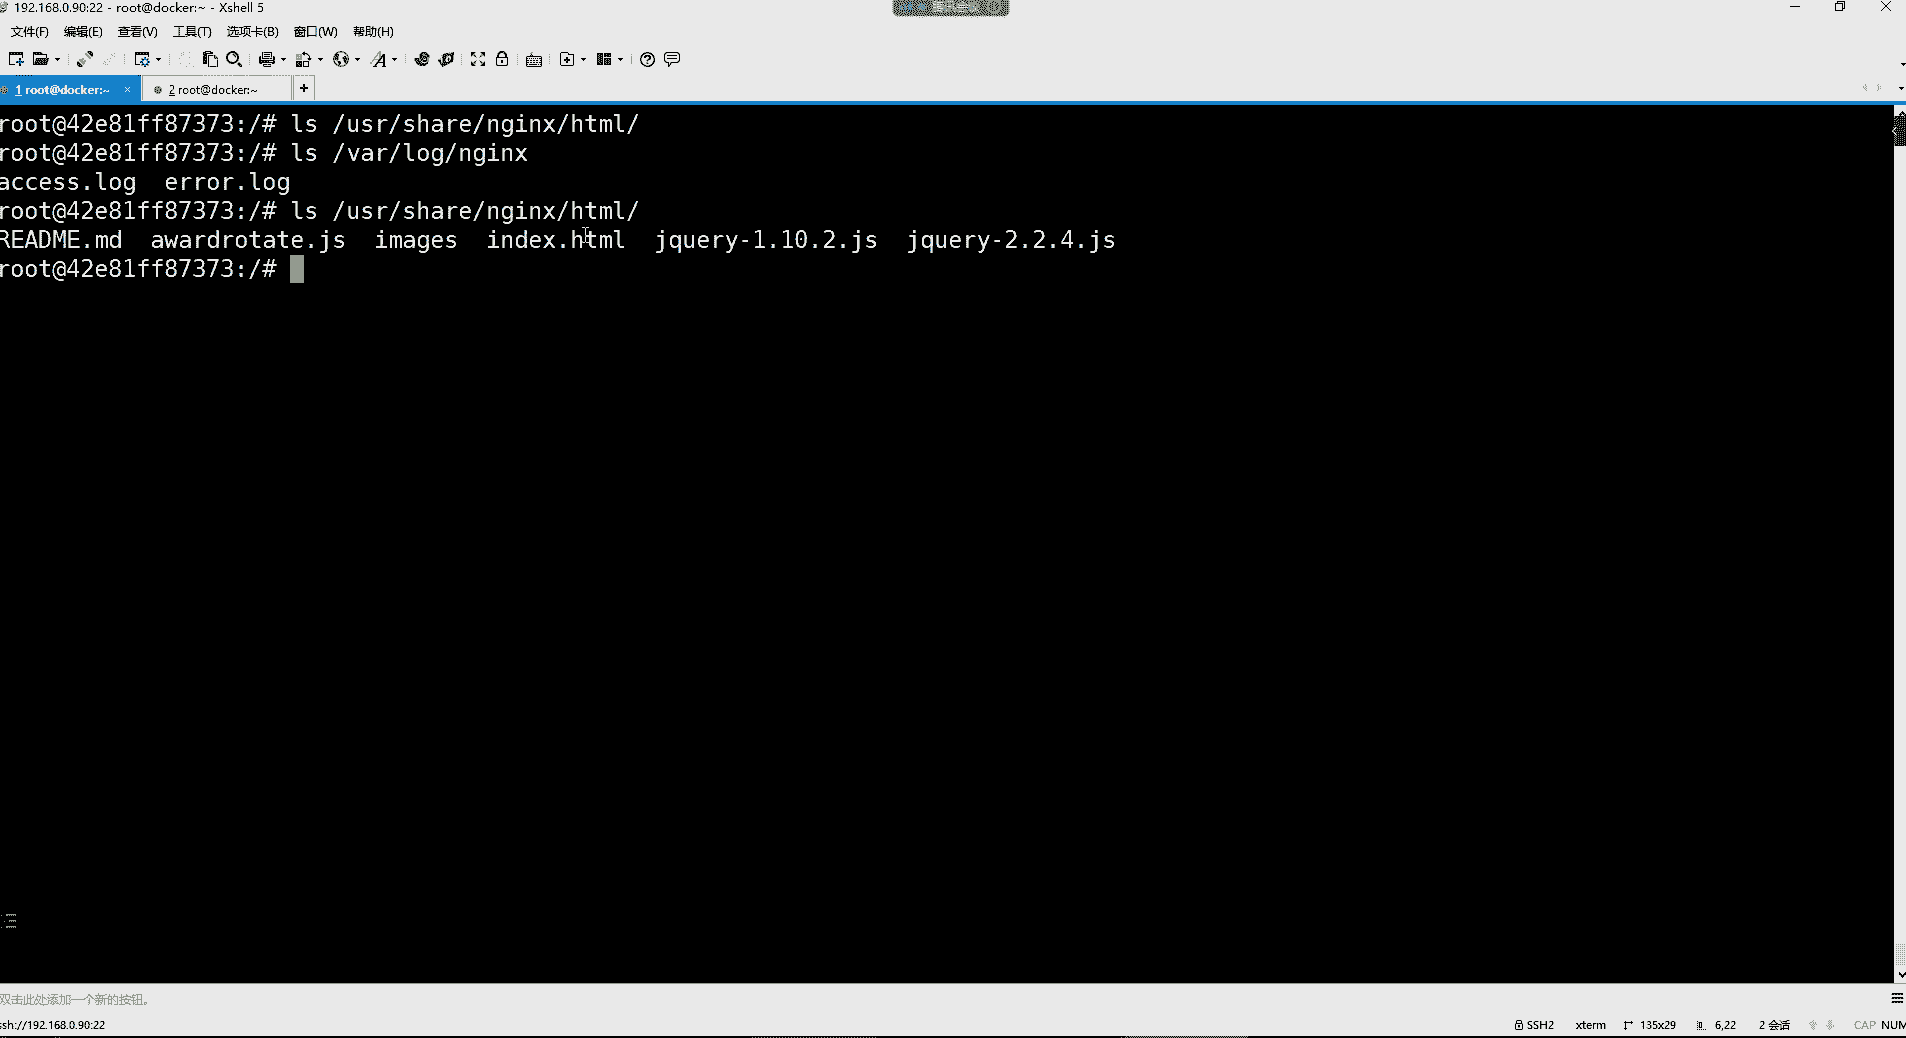 192.168.0.90:22 - root@docker:~ - Xshell 5
文件(F) 编辑(E) 查看(V) 工具(T) 选项卡(B) 窗口(W) 帮助(H)
1 root@docker:~ × 2 root@docker:~ +
root@42e81ff87373:/# ls /usr/share/nginx/html/
root@42e81ff87373:/# ls /var/log/nginx
access.log error.log
root@42e81ff87373:/# ls /usr/share/nginx/html/
README.md awardrotate.js images index.html jquery-1.10.2.js jquery-2.2.4.js
root@42e81ff87373:/#
双击此处添加一个新的按钮。
ssh://192.168.0.90:22 SSH2 xterm 135x29 6,22 2 会话 CAP NUM